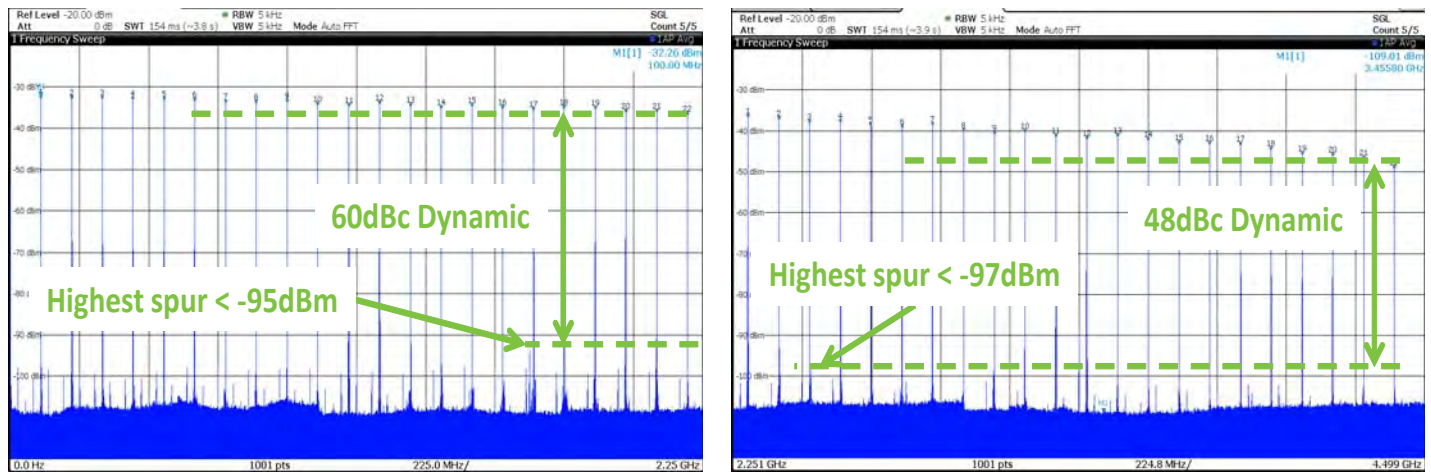 Ref Level -20.00 dBm RBW 5 kHz SGL
Att 0 dB SWT 154 ms (~3.8 s) VBW 5 kHz Mode Auto FFT Count 5/5
1 Frequency Sweep 1AP Avg
M1[1] -32.26 dBm
100.00 MHz
-30 dBm
1 2 3 4 5 6 7 8 9 10 11 12 13 14 15 16 17 18 19 20 21 22
-40 dBm
-50 dBm
60dBc Dynamic
-60 dBm
-70 dBm
Highest spur < -95dBm
-90 dBm
-100 dBm
0.0 Hz 1001 pts 225.0 MHz/ 2.25 GHz
Ref Level -20.00 dBm RBW 5 kHz SGL
Att 0 dB SWT 154 ms (~3.9 s) VBW 5 kHz Mode Auto FFT Count 5/5
1 Frequency Sweep 1AP Avg
M1[1] -109.01 dBm
3.45580 GHz
-30 dBm
1 2 3 4 5 6 7 8 9 10 11 12 13 14 15 16 17 18 19 20 21
-40 dBm
-50 dBm
48dBc Dynamic
-60 dBm
-70 dBm
Highest spur < -97dBm
-80
-90 dBm
-100 dBm
M1
2.251 GHz 1001 pts 224.8 MHz/ 4.499 GHz